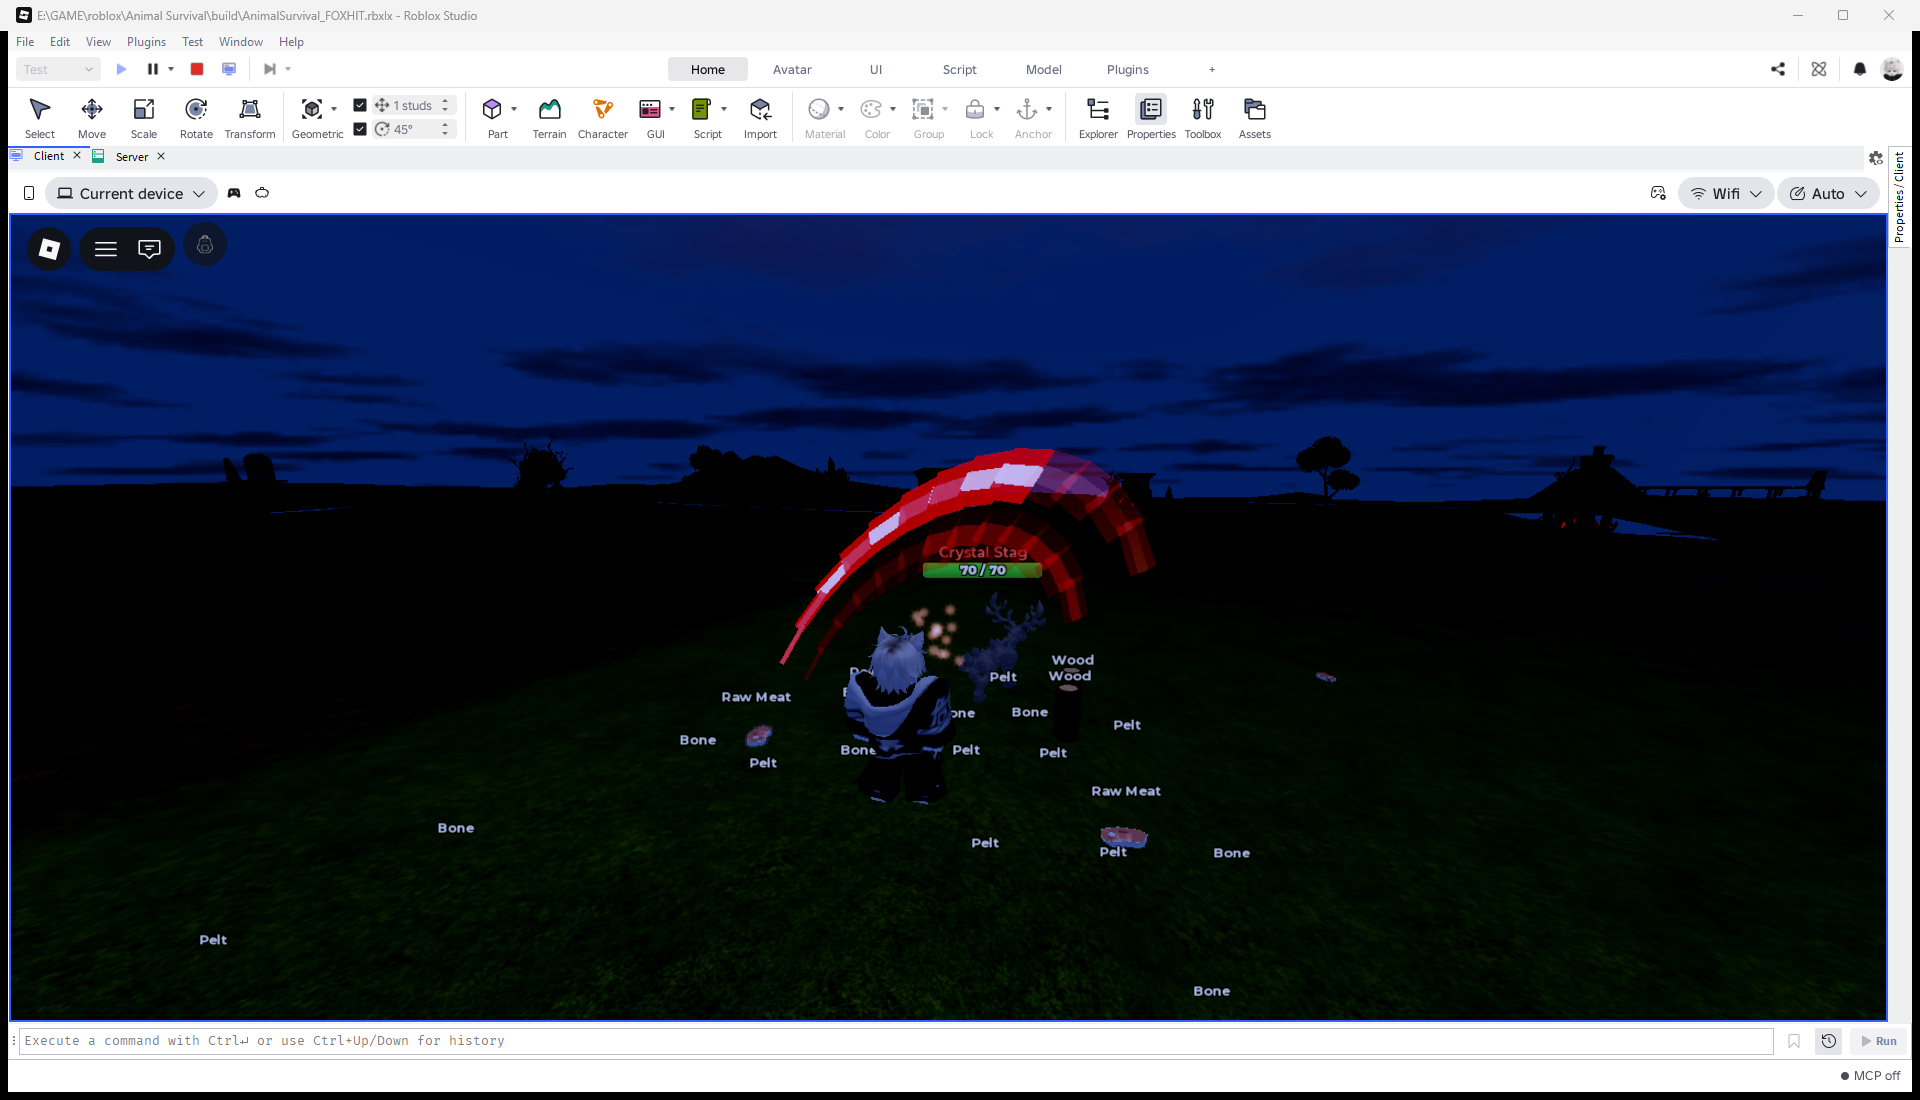 E:\GAME\roblox\Animal Survival\build\AnimalSurvival_FOXHIT.rbxlx - Roblox Studio
File Edit View Plugins Test Window Help
Test
Home Avatar UI Script Model Plugins +
Select Move Scale Rotate Transform Geometric
1 studs
45°
Part Terrain Character GUI Script Import Material Color Group Lock Anchor Explorer Properties Toolbox Assets
Client Server
Properties / Client
Current device
Wifi Auto
Crystal Stag
70 / 70
Wood
Wood
Pelt
Raw Meat
Bone
Pelt
Bone
Bone
Pelt
Pelt
Pelt
Raw Meat
Bone
Pelt
Pelt
Bone
Pelt
Bone
Execute a command with Ctrl↵ or use Ctrl+Up/Down for history
Run
MCP off